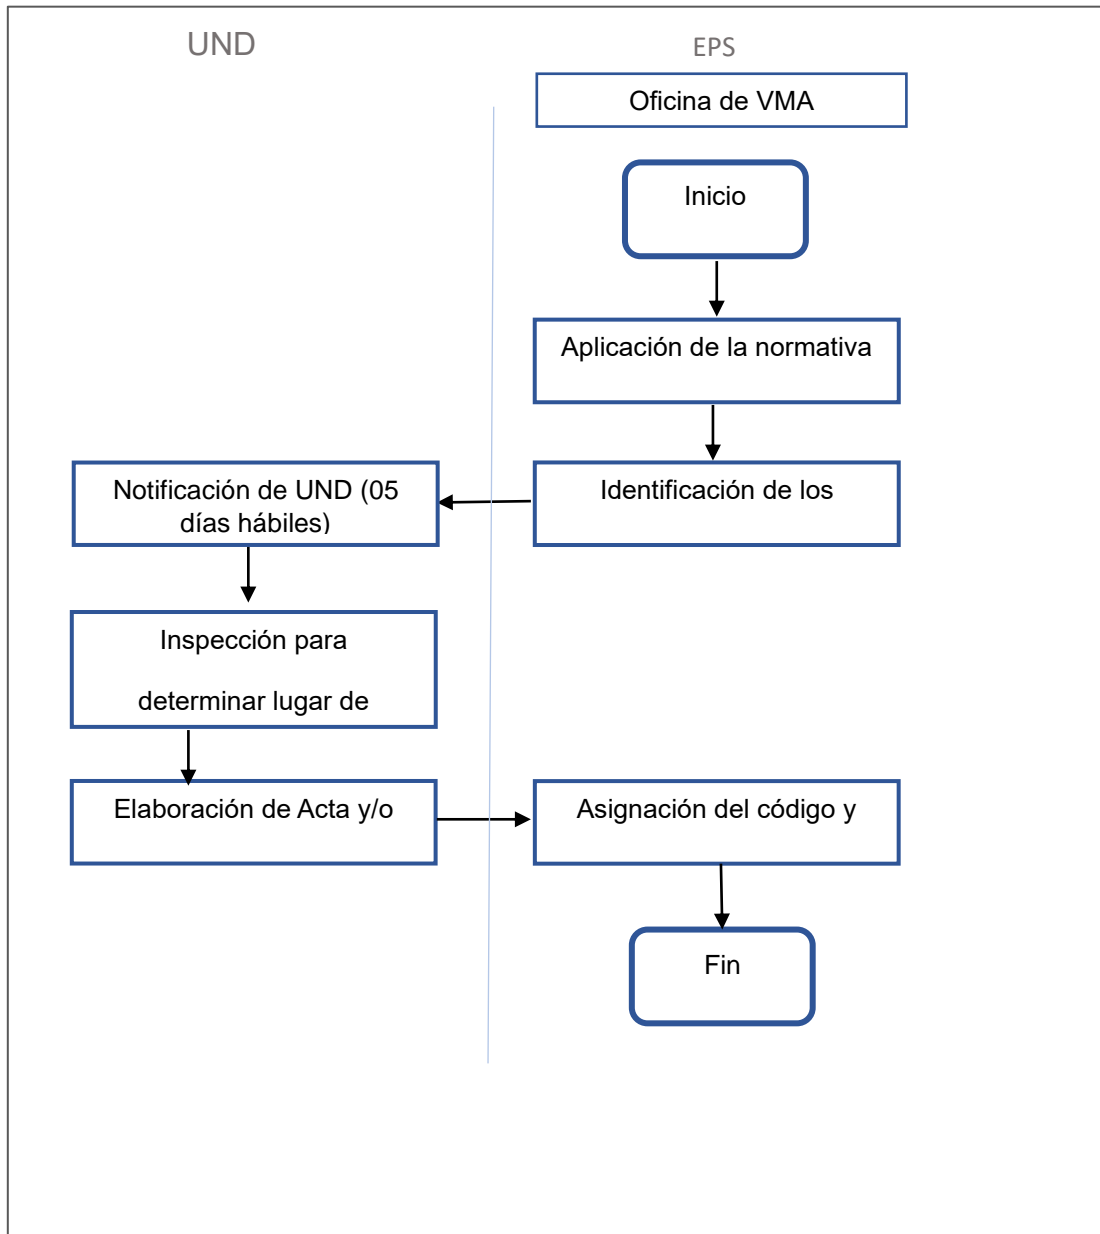 UND
EPS
Oficina de VMA
Inicio
Aplicación de la normativa
Identificación de los
Notificación de UND (05
días hábiles)
Inspección para
determinar lugar de
Elaboración de Acta y/o
Asignación del código y
Fin